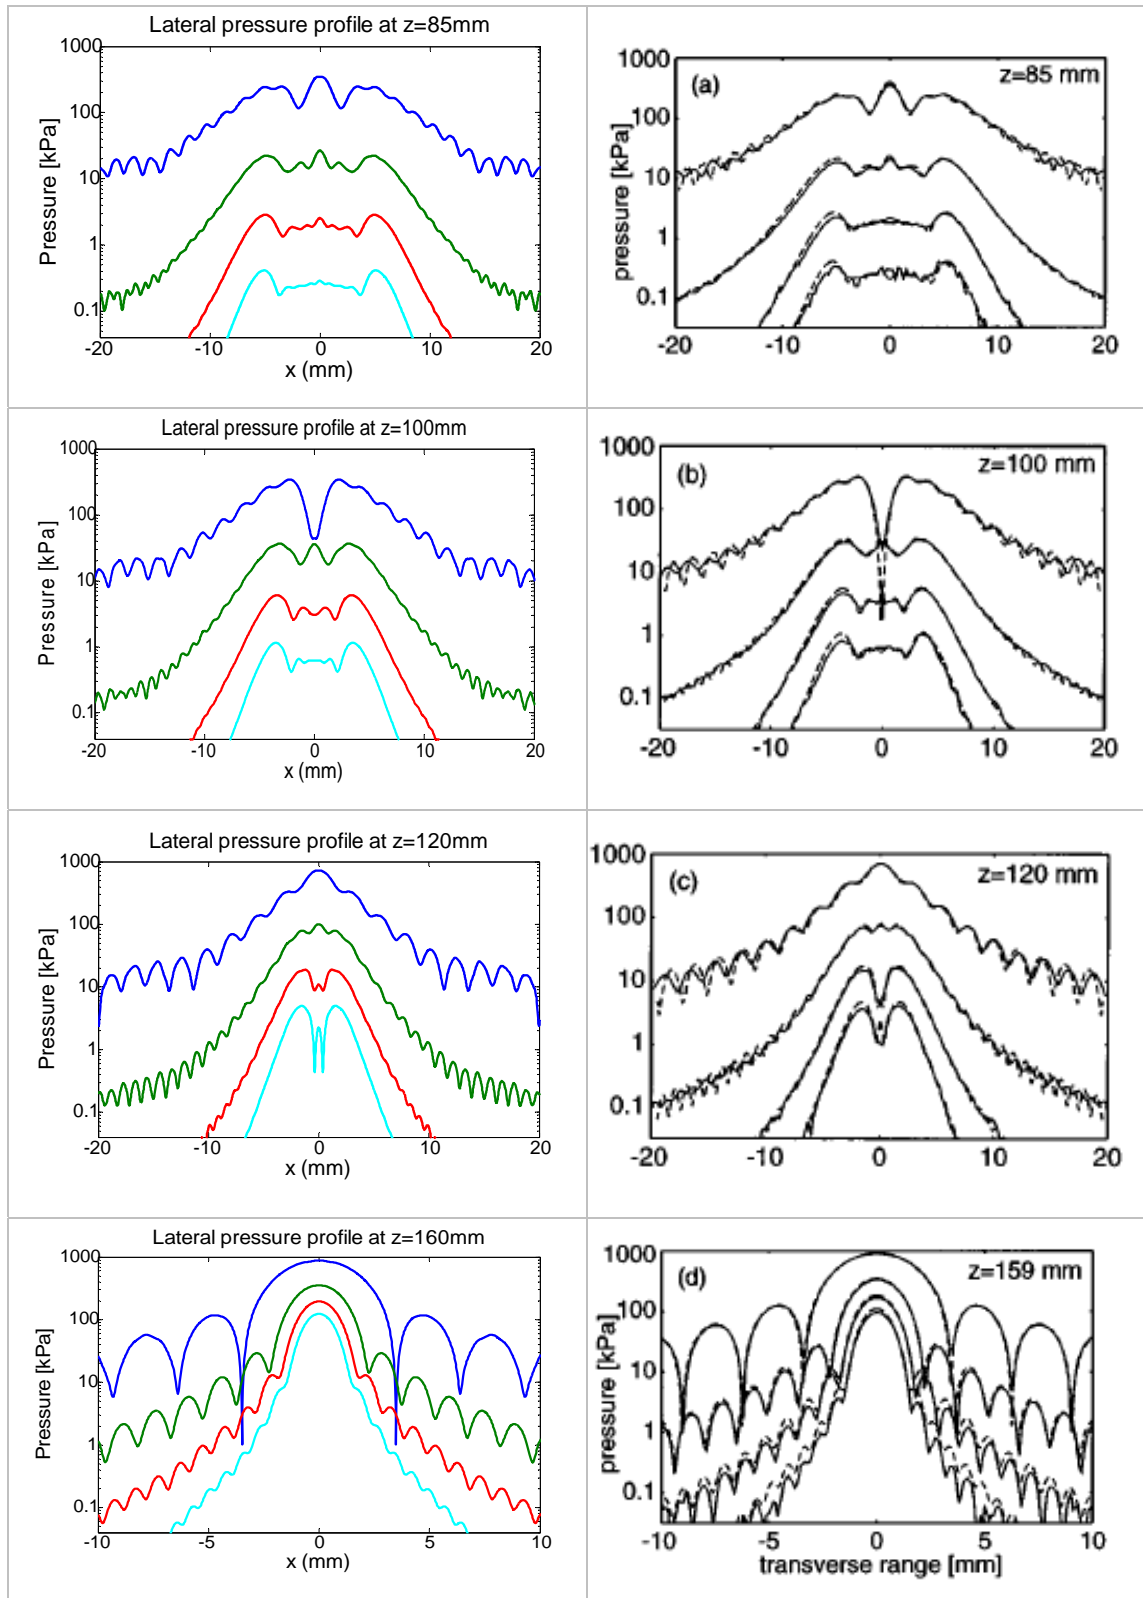 Lateral pressure profile at z=85mm
1000
100
10
1
0.1
Pressure [kPa]
-20 -10 0 10 20
x (mm)
(a) z=85 mm
1000
100
10
1
0.1
pressure [kPa]
-20 -10 0 10 20
Lateral pressure profile at z=100mm
1000
100
10
1
0.1
Pressure [kPa]
-20 -10 0 10 20
x (mm)
(b) z=100 mm
1000
100
10
1
0.1
pressure [kPa]
-20 -10 0 10 20
Lateral pressure profile at z=120mm
1000
100
10
1
0.1
Pressure [kPa]
-20 -10 0 10 20
x (mm)
(c) z=120 mm
1000
100
10
1
0.1
pressure [kPa]
-20 -10 0 10 20
Lateral pressure profile at z=160mm
1000
100
10
1
0.1
Pressure [kPa]
-10 -5 0 5 10
x (mm)
(d) z=159 mm
1000
100
10
1
0.1
pressure [kPa]
-10 -5 0 5 10
transverse range [mm]